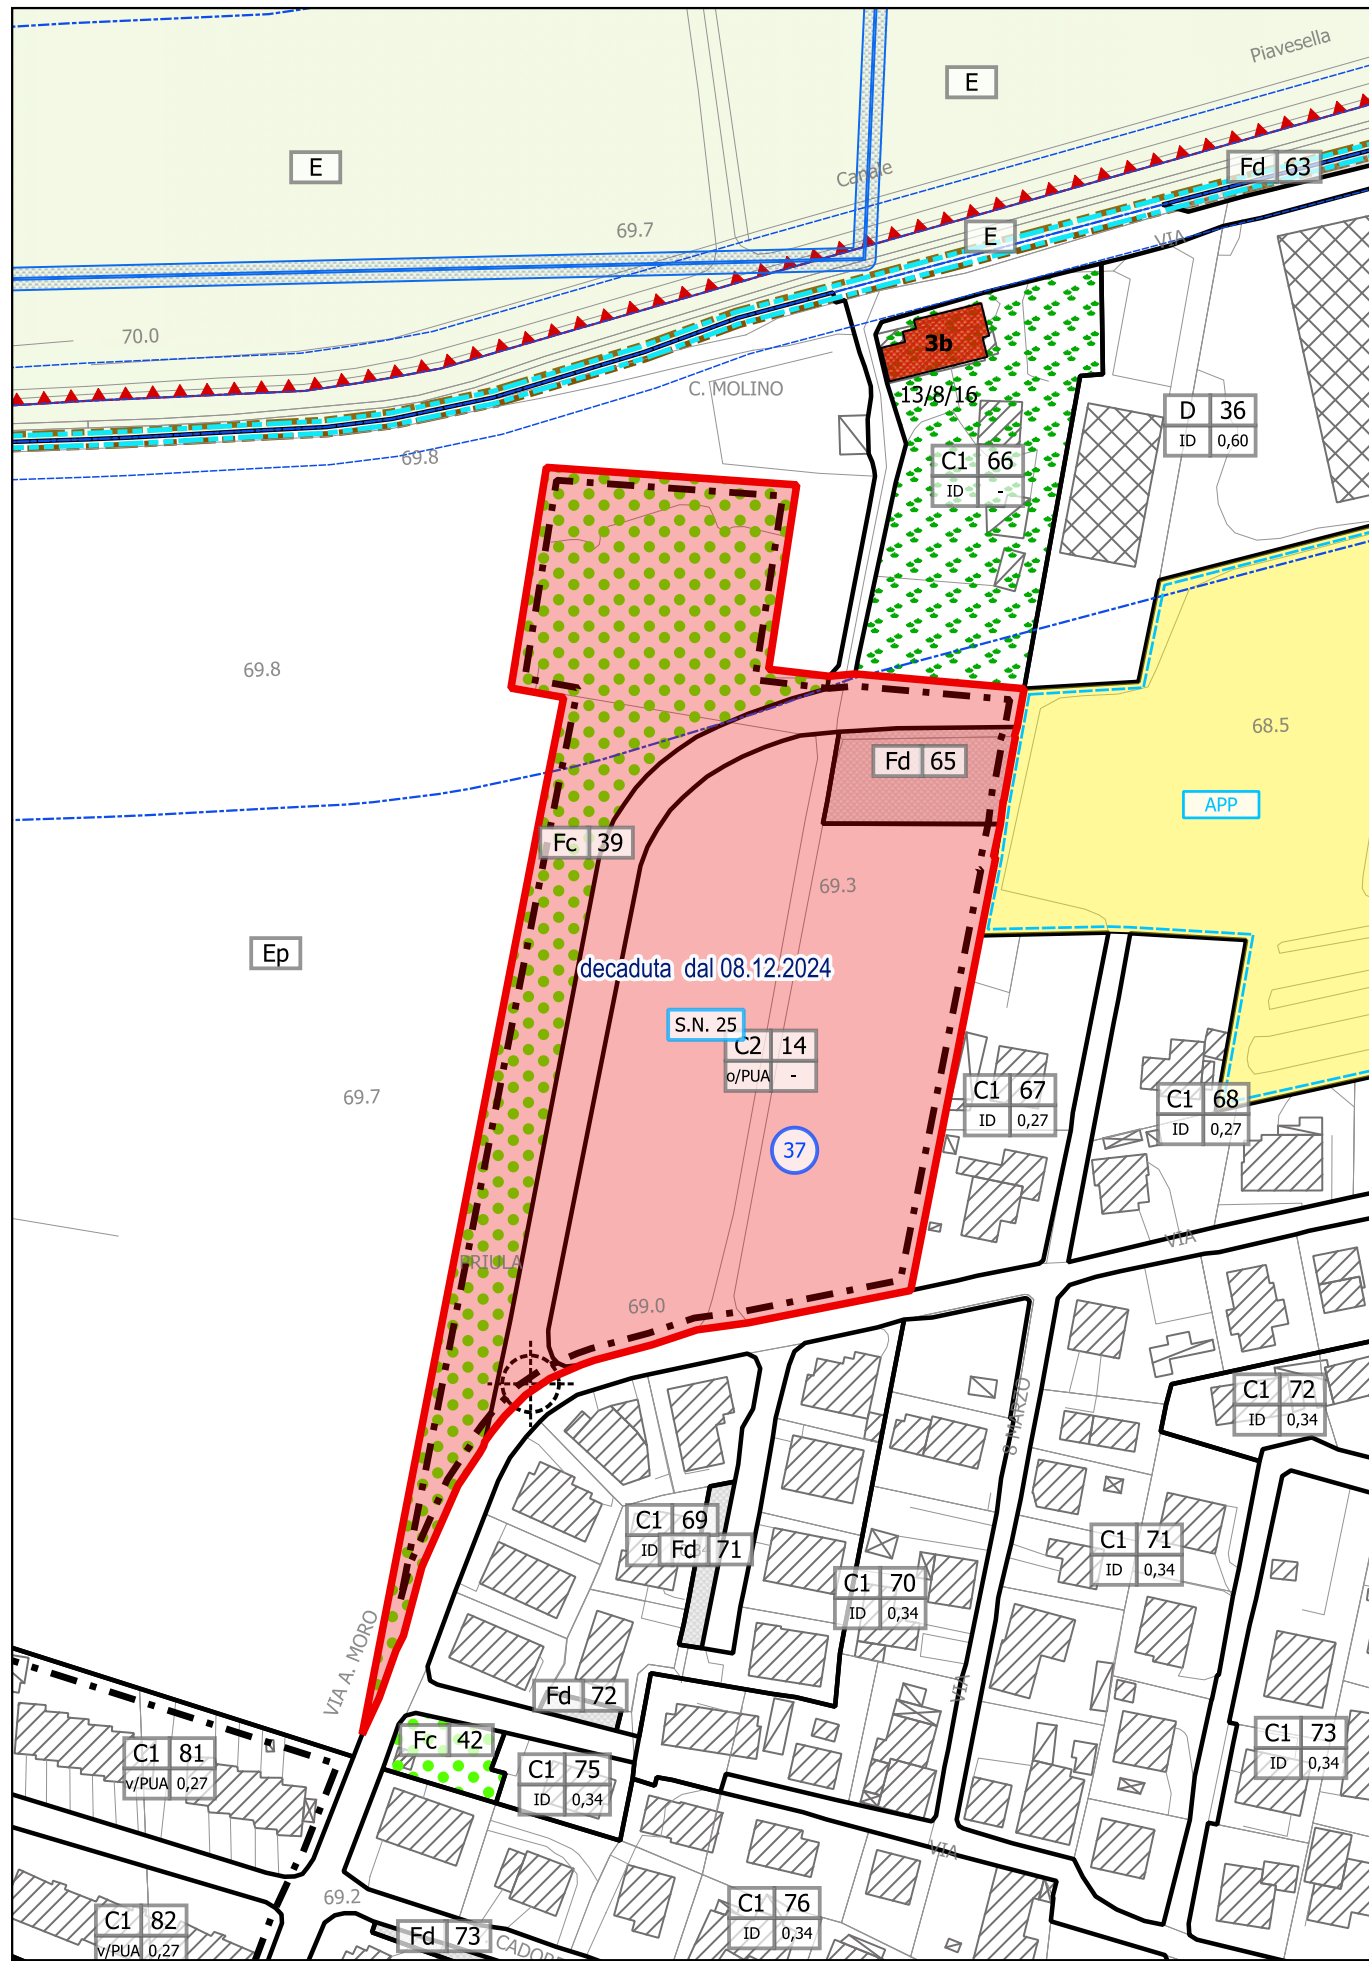 Piavesella
E
E
Canale
Fd 63
69.7
E
VIA
70.0
3b
C. MOLINO
13/8/16
D 36
ID 0,60
69.8
C1 66
ID -
69.8
68.5
Fd 65
APP
Fc 39
69.3
Ep
decaduta dal 08.12.2024
S.N. 25
C2 14
o/PUA -
69.7
C1 67
ID 0,27
C1 68
ID 0,27
37
VIA
PRIULA
69.0
8 MARZO
C1 72
ID 0,34
C1 69
ID
Fd 71
C1 71
ID 0,34
C1 70
ID 0,34
VIA A. MORO
VIA
Fd 72
Fc 42
C1 81
v/PUA 0,27
C1 75
ID 0,34
C1 73
ID 0,34
VIA
69.2
C1 76
ID 0,34
C1 82
v/PUA 0,27
Fd 73